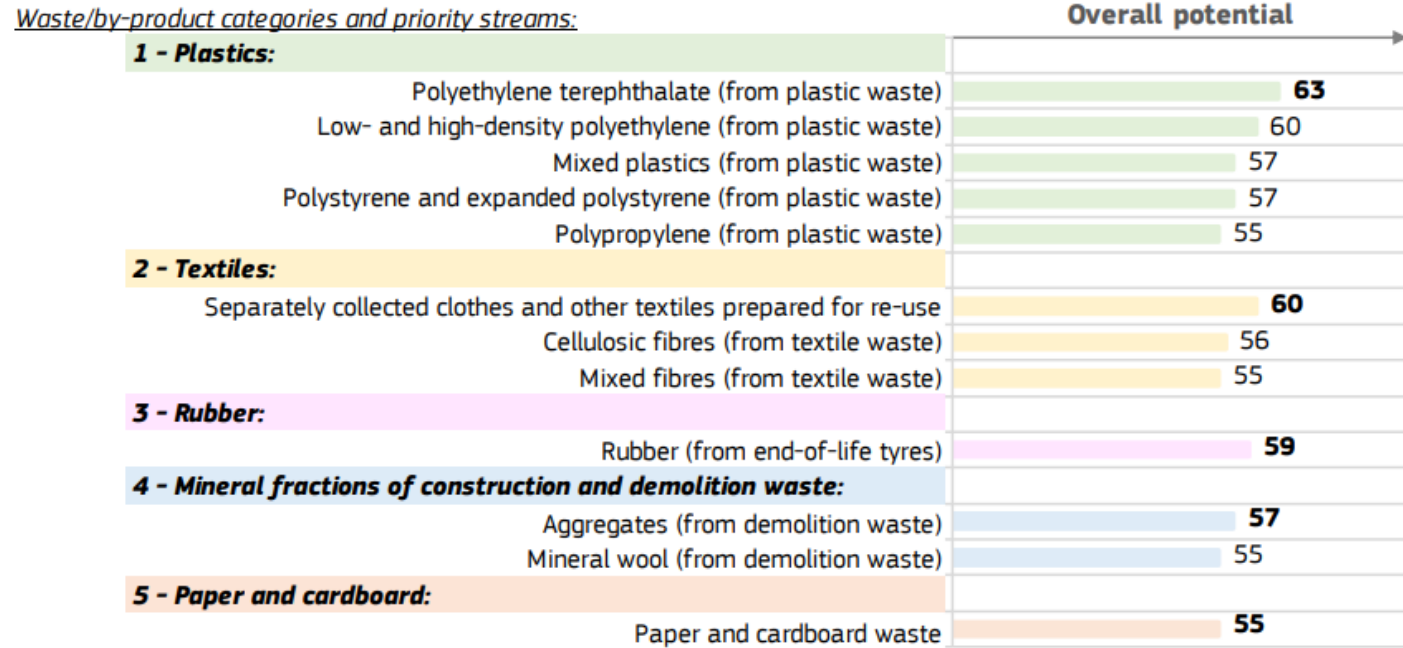 Waste/by-product categories and priority streams:
Overall potential
1 - Plastics:
Polyethylene terephthalate (from plastic waste) 63
Low- and high-density polyethylene (from plastic waste) 60
Mixed plastics (from plastic waste) 57
Polystyrene and expanded polystyrene (from plastic waste) 57
Polypropylene (from plastic waste) 55
2 - Textiles:
Separately collected clothes and other textiles prepared for re-use 60
Cellulosic fibres (from textile waste) 56
Mixed fibres (from textile waste) 55
3 - Rubber:
Rubber (from end-of-life tyres) 59
4 - Mineral fractions of construction and demolition waste:
Aggregates (from demolition waste) 57
Mineral wool (from demolition waste) 55
5 - Paper and cardboard:
Paper and cardboard waste 55